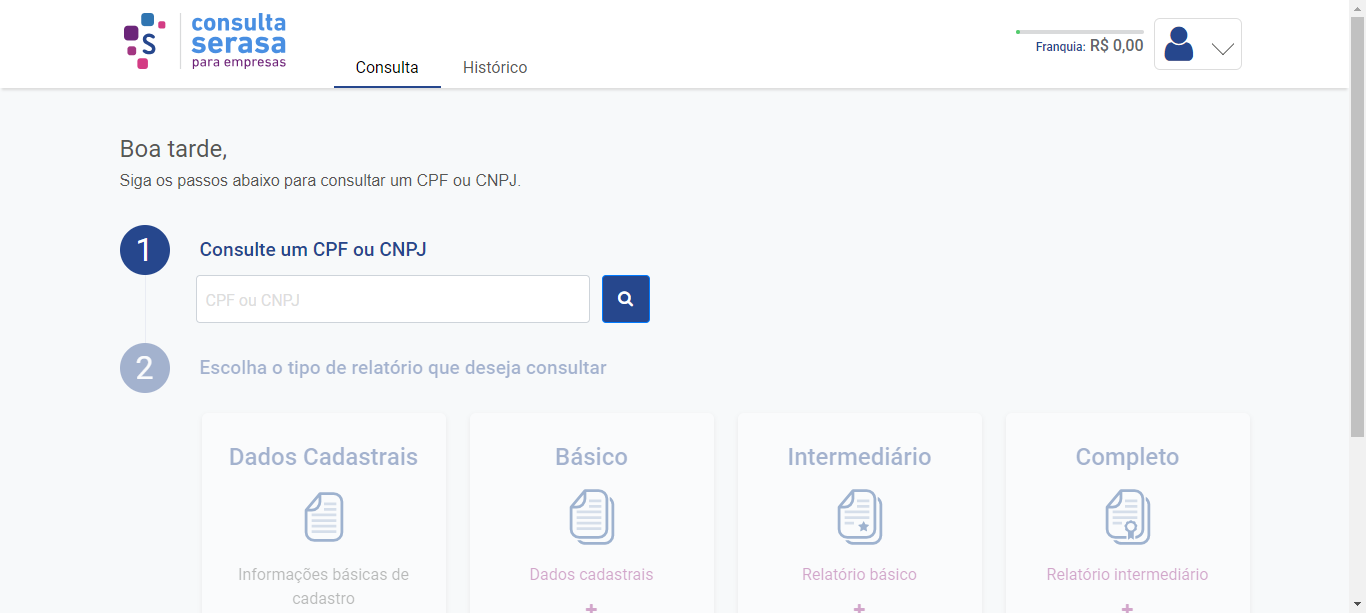 S
consulta
serasa
para empresas
Consulta
Histórico
Franquia: R$ 0,00
Boa tarde,
Siga os passos abaixo para consultar um CPF ou CNPJ.
1
Consulte um CPF ou CNPJ
CPF ou CNPJ
2
Escolha o tipo de relatório que deseja consultar
Dados Cadastrais
Informações básicas de
cadastro
Básico
Dados cadastrais
+
Intermediário
Relatório básico
+
Completo
Relatório intermediário
+